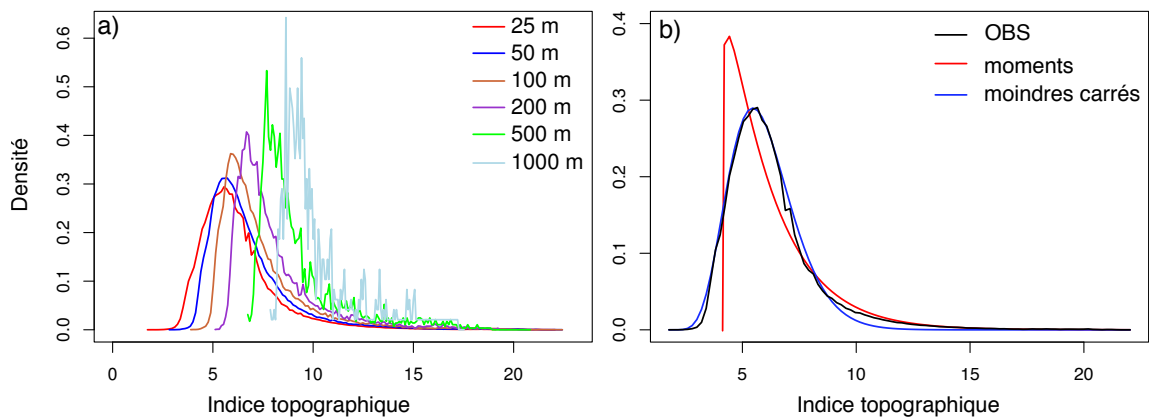 a)
25 m
50 m
100 m
200 m
500 m
1000 m
Densité
0.0
0.1
0.2
0.3
0.4
0.5
0.6
0
5
10
15
20
Indice topographique
b)
OBS
moments
moindres carrés
0.0
0.1
0.2
0.3
0.4
5
10
15
20
Indice topographique